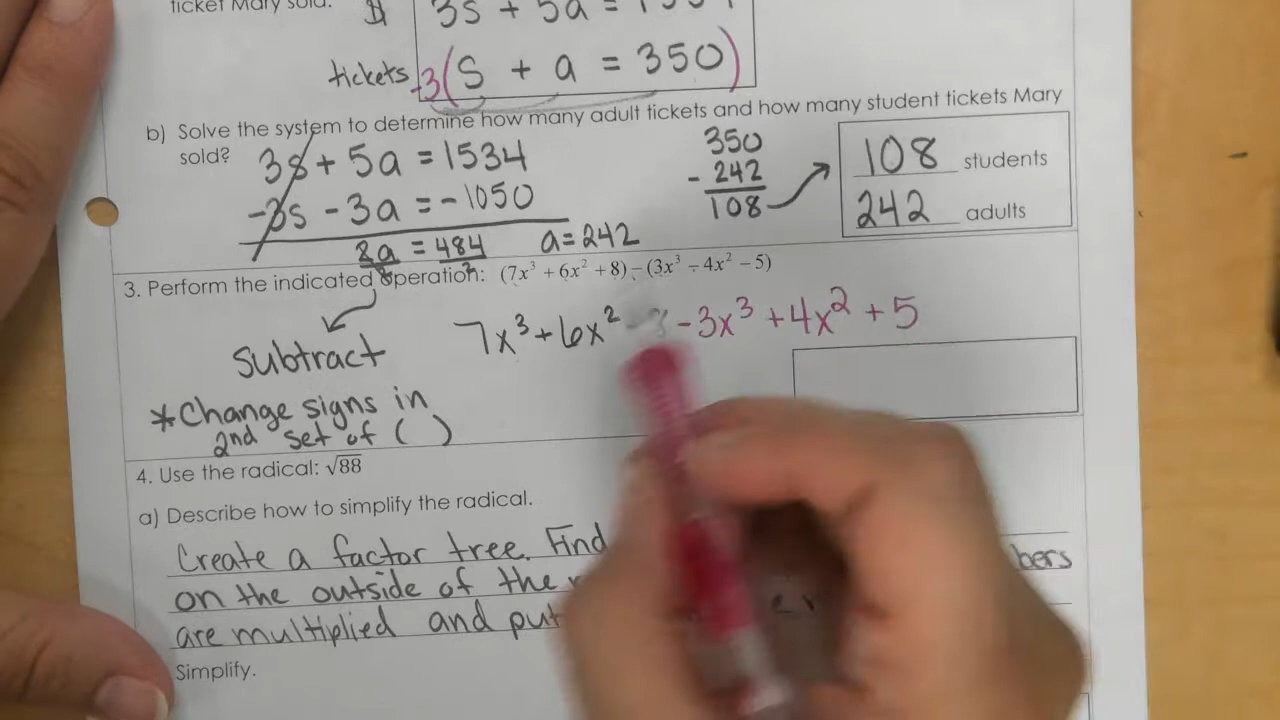 ticket Mary sold.
$ 3s + 5a = 1534
tickets -3(S + a = 350)
b) Solve the system to determine how many adult tickets and how many student tickets Mary
sold?
3s + 5a = 1534
-3s - 3a = -1050
2a = 484
2 2
a = 242
350
- 242
108
108 students
242 adults
3. Perform the indicated operation: (7x³ + 6x² + 8) – (3x³ – 4x² – 5)
7x³ + 6x² - 3x³ + 4x² + 5
subtract
*Change signs in
2nd set of ( )
4. Use the radical: √88
a) Describe how to simplify the radical.
Create a factor tree. Find
on the outside of the
are multiplied and put
Simplify.